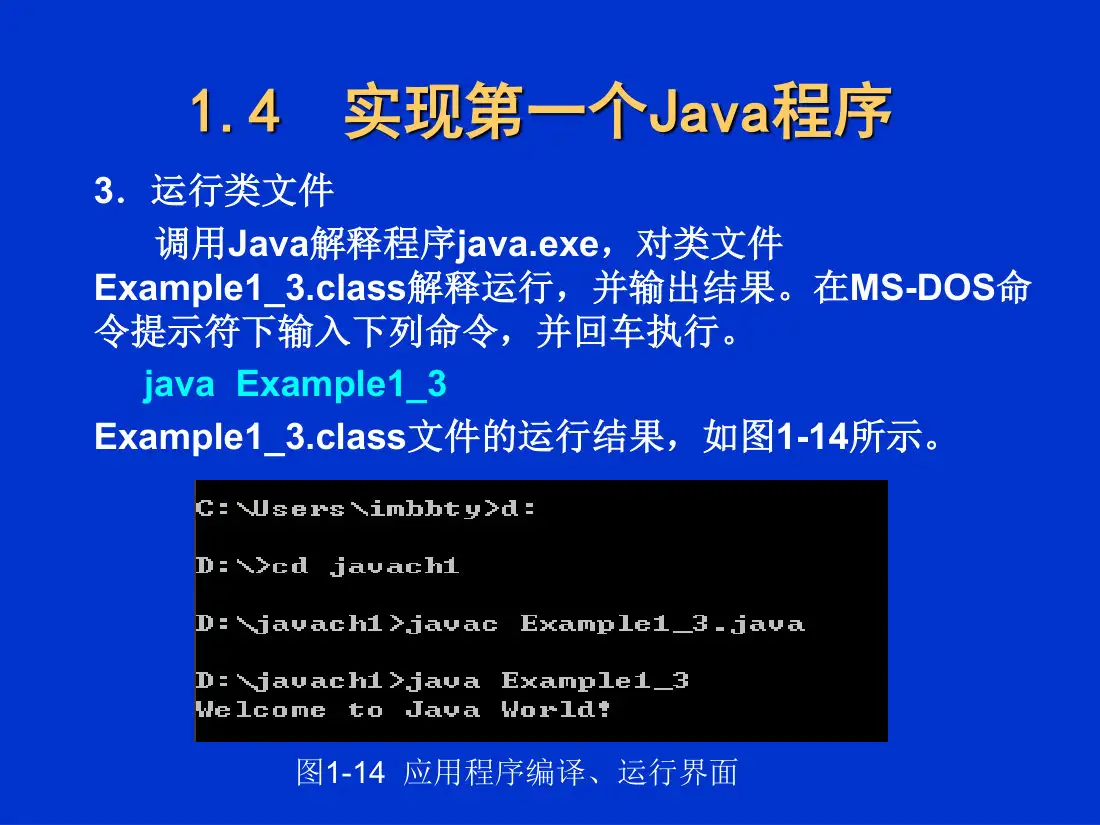 1.4 实现第一个Java程序
3．运行类文件
调用Java解释程序java.exe，对类文件
Example1_3.class解释运行，并输出结果。在MS-DOS命
令提示符下输入下列命令，并回车执行。
java Example1_3
Example1_3.class文件的运行结果，如图1-14所示。
C:\Users\imbbty>d:
D:\>cd javach1
D:\javach1>javac Example1_3.java
D:\javach1>java Example1_3
Welcome to Java World!
图1-14 应用程序编译、运行界面